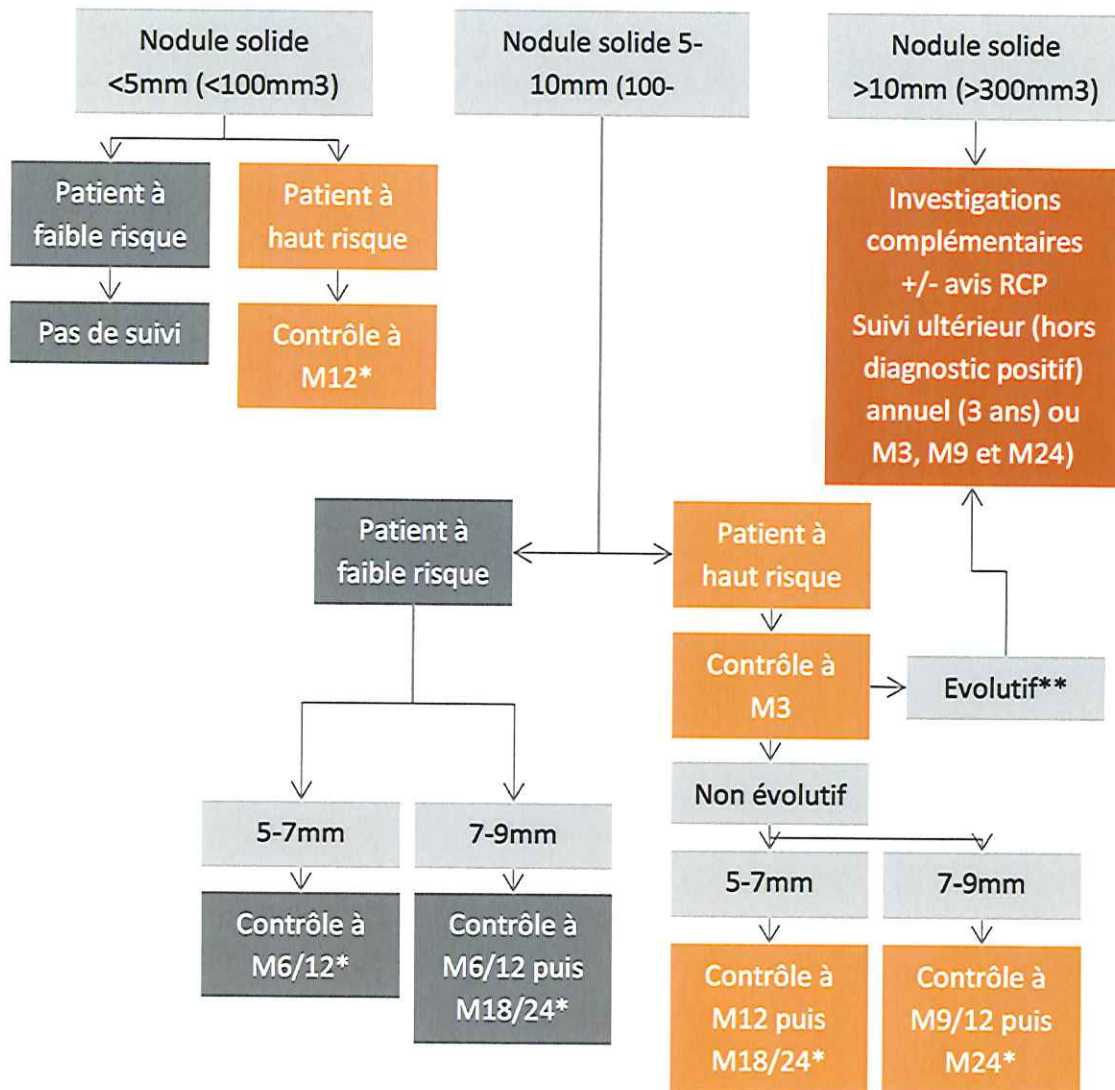 Nodule solide
<5mm (<100mm3)
Nodule solide 5-
10mm (100-
Nodule solide
>10mm (>300mm3)
Patient à
faible risque
Patient à
haut risque
Investigations
complémentaires
+/- avis RCP
Suivi ultérieur (hors
diagnostic positif)
annuel (3 ans) ou
M3, M9 et M24)
Pas de suivi
Contrôle à
M12*
Patient à
faible risque
Patient à
haut risque
Contrôle à
M3
Evolutif**
Non évolutif
5-7mm
7-9mm
5-7mm
7-9mm
Contrôle à
M6/12*
Contrôle à
M6/12 puis
M18/24*
Contrôle à
M12 puis
M18/24*
Contrôle à
M9/12 puis
M24*